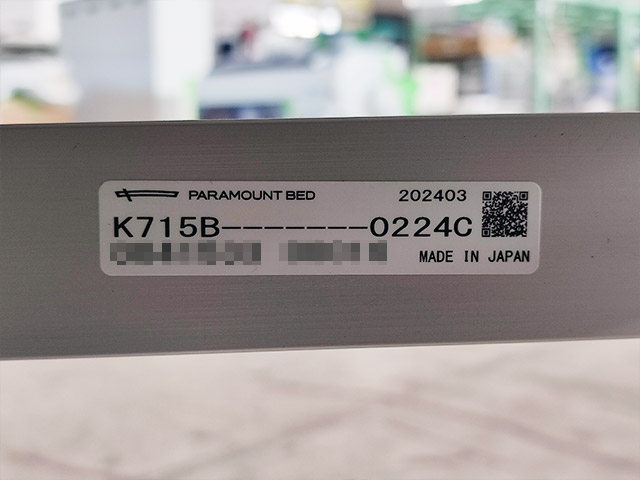 PARAMOUNT BED 202403
K715B-------0224C
MADE IN JAPAN